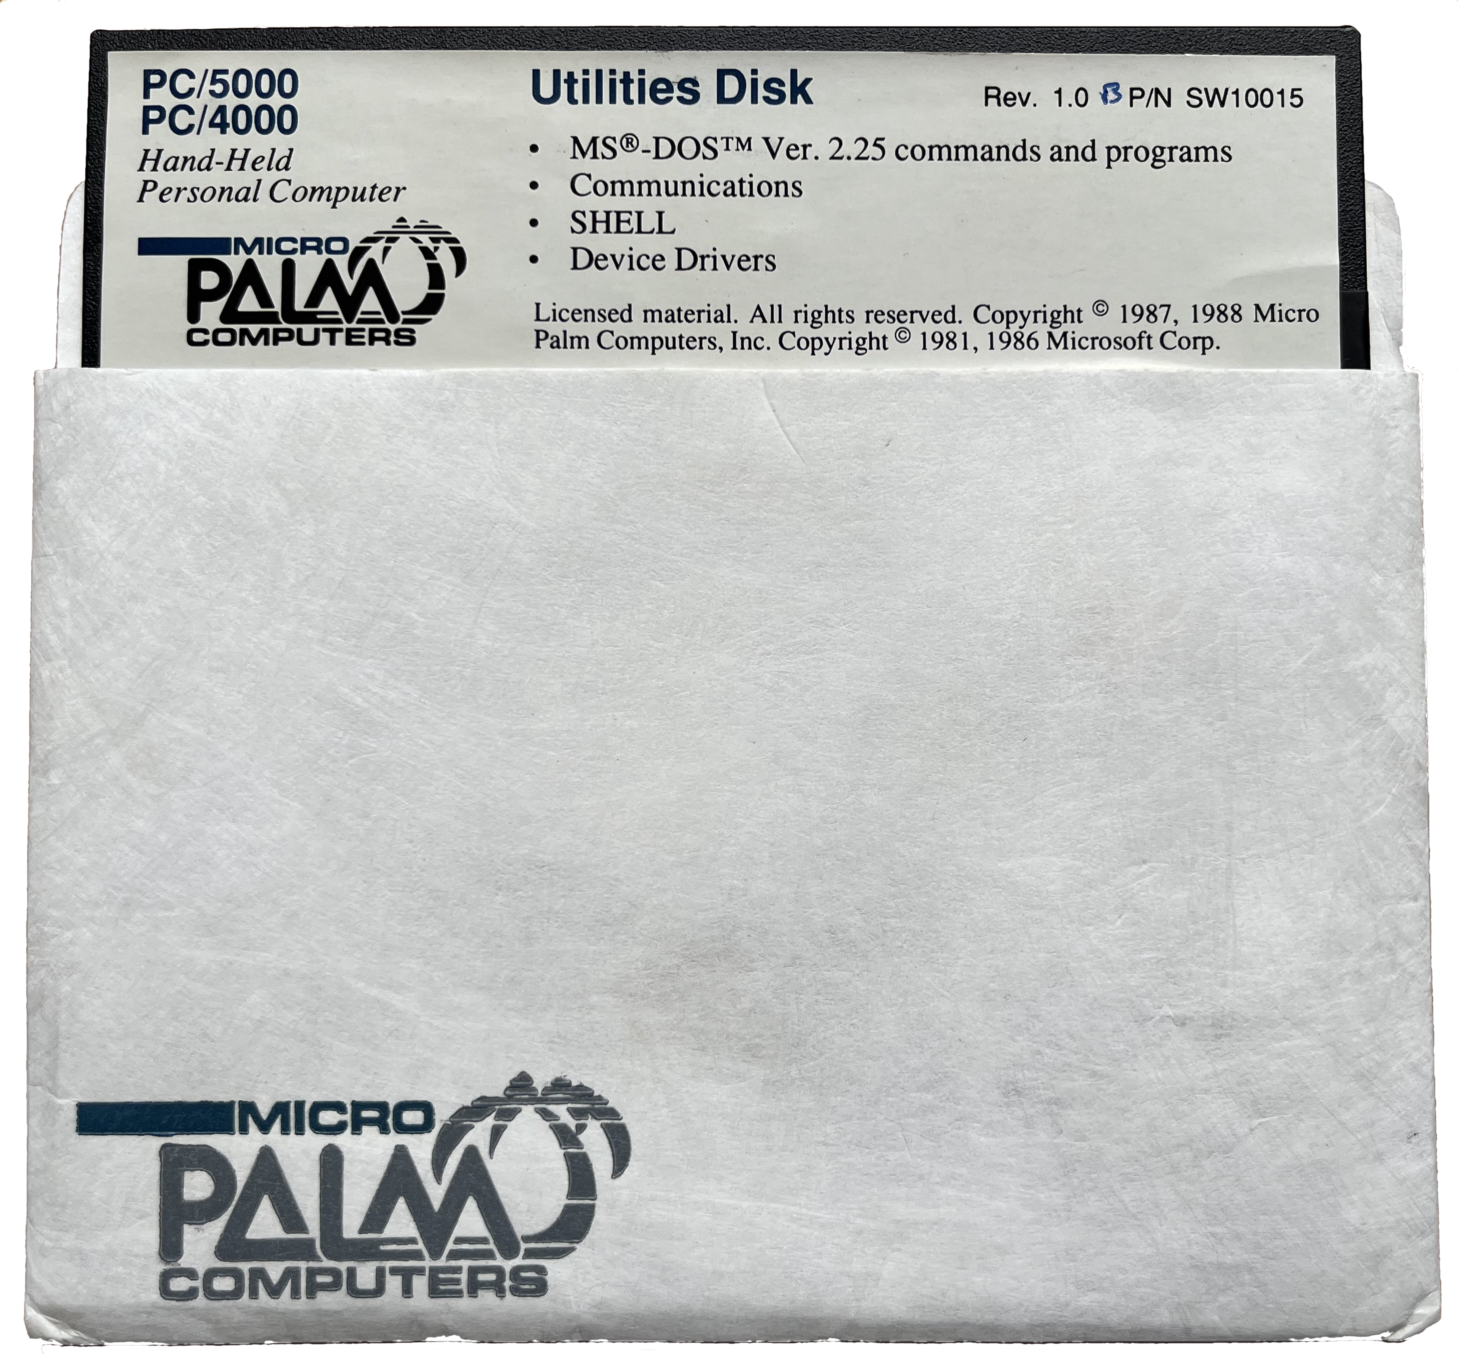 PC/5000
PC/4000
Hand-Held
Personal Computer
MICRO
PALM
COMPUTERS
Utilities Disk
Rev. 1.0 B P/N SW10015
• MS®-DOS™ Ver. 2.25 commands and programs
• Communications
• SHELL
• Device Drivers
Licensed material. All rights reserved. Copyright © 1987, 1988 Micro
Palm Computers, Inc. Copyright © 1981, 1986 Microsoft Corp.
MICRO
PALM
COMPUTERS